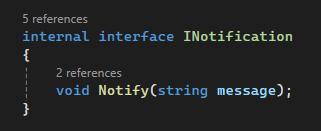 5 references
internal interface INotification
{
2 references
void Notify(string message);
}